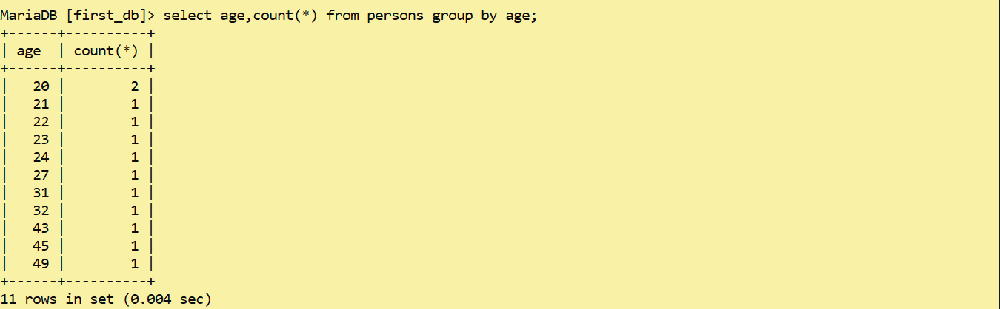 MariaDB [first_db]> select age,count(*) from persons group by age;
+------+----------+
| age  | count(*) |
+------+----------+
|   20 |        2 |
|   21 |        1 |
|   22 |        1 |
|   23 |        1 |
|   24 |        1 |
|   27 |        1 |
|   31 |        1 |
|   32 |        1 |
|   43 |        1 |
|   45 |        1 |
|   49 |        1 |
+------+----------+
11 rows in set (0.004 sec)